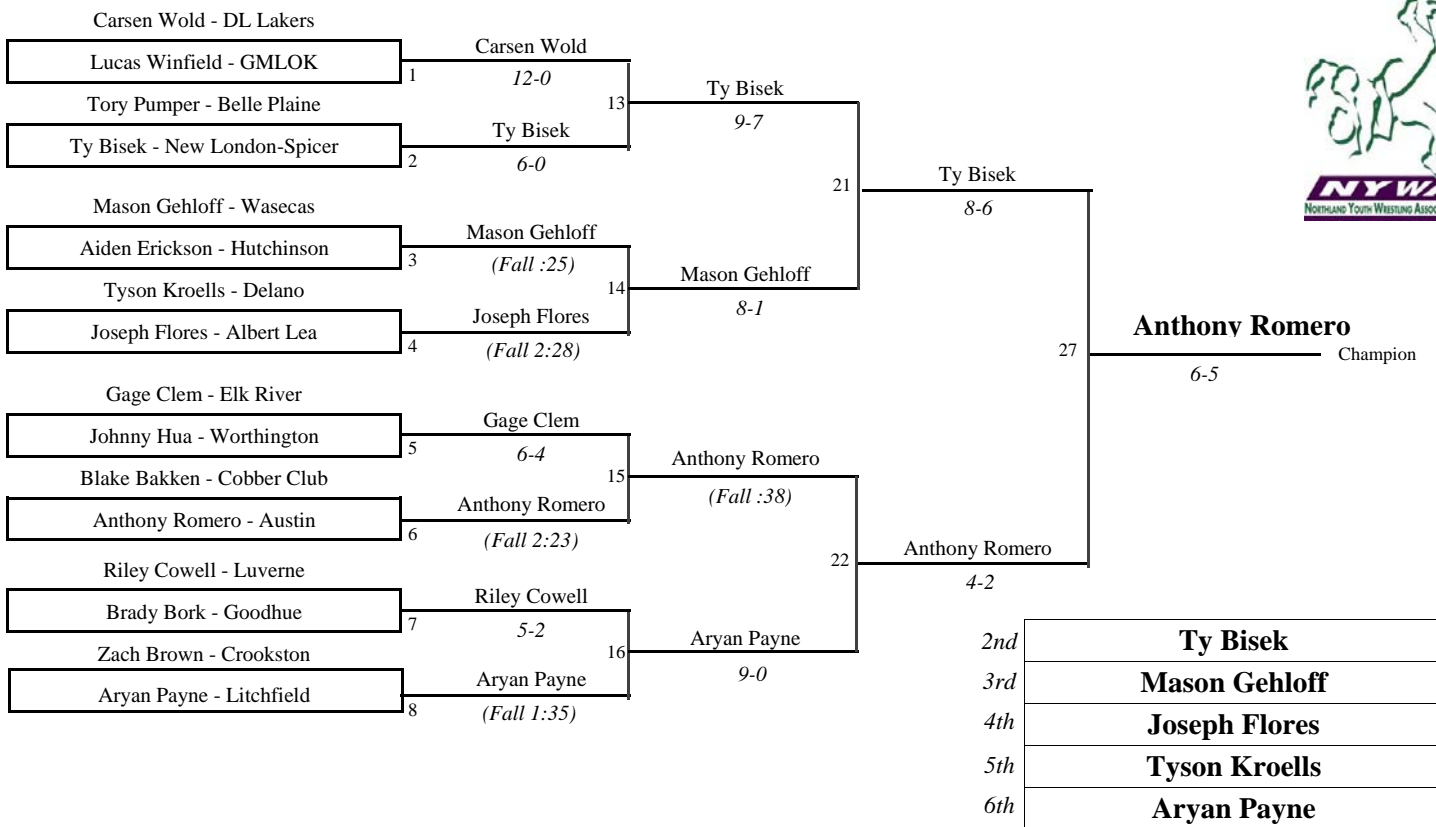 Carsen Wold - DL Lakers
Lucas Winfield - GMLOK
1
Carsen Wold
12-0
Tory Pumper - Belle Plaine
Ty Bisek - New London-Spicer
2
Ty Bisek
6-0
13
Ty Bisek
9-7
Mason Gehloff - Wasecas
Aiden Erickson - Hutchinson
3
Mason Gehloff
(Fall :25)
Tyson Kroells - Delano
Joseph Flores - Albert Lea
4
Joseph Flores
(Fall 2:28)
14
Mason Gehloff
8-1
21
Ty Bisek
8-6
Gage Clem - Elk River
Johnny Hua - Worthington
5
Gage Clem
6-4
Blake Bakken - Cobber Club
Anthony Romero - Austin
6
Anthony Romero
(Fall 2:23)
15
Anthony Romero
(Fall :38)
Riley Cowell - Luverne
Brady Bork - Goodhue
7
Riley Cowell
5-2
Zach Brown - Crookston
Aryan Payne - Litchfield
8
Aryan Payne
(Fall 1:35)
16
Aryan Payne
9-0
22
Anthony Romero
4-2
27
Anthony Romero
Champion
6-5
NYWA
Northland Youth Wrestling
2nd Ty Bisek
3rd Mason Gehloff
4th Joseph Flores
5th Tyson Kroells
6th Aryan Payne